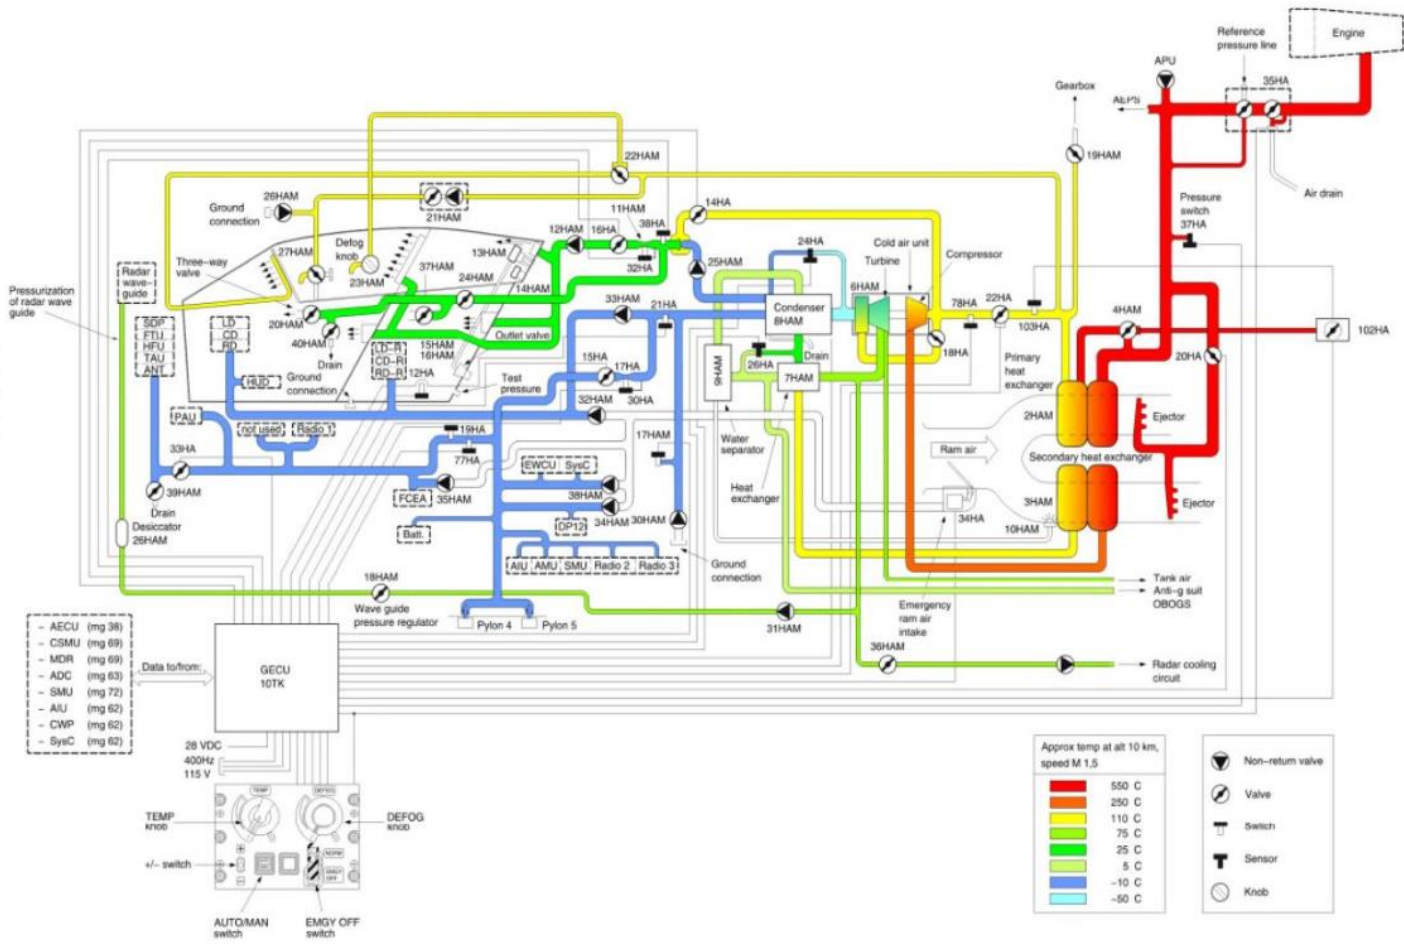 Engine
Reference
pressure line
35HA
APU
AEPS
Gearbox
19HAM
Air drain
Pressure
switch
37HA
22HAM
26HAM
Ground
connection
21HAM
11HAM
38HA
14HA
12HAM
16HA
32HA
25HAM
24HA
Cold air unit
Turbine
Compressor
27HAM
Three-way
valve
Defog
knob
23HAM
37HAM
24HAM
13HAM
14HAM
Radar
wave-
guide
Pressurization
of radar wave
guide
SDP
FTU
HFU
TAU
ANT
LD
CD
RD
HUD
20HAM
40HAM
Drain
15HAM
16HAM
Outlet valve
33HAM
21HA
Condenser
8HAM
6HAM
78HA
22HA
103HA
18HA
4HAM
102HA
20HA
LD-R
CD-RI
RD-R
12HA
Ground
connection
Test
pressure
15HA
17HA
30HA
32HAM
9HAM
26HA
Drain
7HAM
Primary
heat
exchanger
2HAM
Ejector
PAU
not used
Radio 1
33HA
39HAM
Drain
19HA
77HA
FCEA
35HAM
17HAM
Water
separator
Heat
exchanger
Ram air
Secondary heat exchanger
3HAM
10HAM
Ejector
34HA
EWCU
SysC
38HAM
34HAM
DP12
30HAM
Desiccator
26HAM
Batt.
AIU
AMU
SMU
Radio 2
Radio 3
Ground
connection
18HAM
Wave guide
pressure regulator
Pylon 4
Pylon 5
31HAM
36HAM
Emergency
ram air
intake
Tank air
Anti-g suit
OBOGS
Radar cooling
circuit
- AECU (mg 38)
- CSMU (mg 69)
- MDR (mg 69)
- ADC (mg 63)
- SMU (mg 72)
- AIU (mg 62)
- CWP (mg 62)
- SysC (mg 62)
Data to/from:
GECU
10TK
28 VDC
400Hz
115 V
TEMP
DEFOG
TEMP
knob
DEFOG
knob
+/- switch
+
-
NORM
EMGY
OFF
AUTO/MAN
switch
EMGY OFF
switch
Approx temp at alt 10 km,
speed M 1,5
550 C
250 C
110 C
75 C
25 C
5 C
-10 C
-50 C
Non-return valve
Valve
Switch
Sensor
Knob